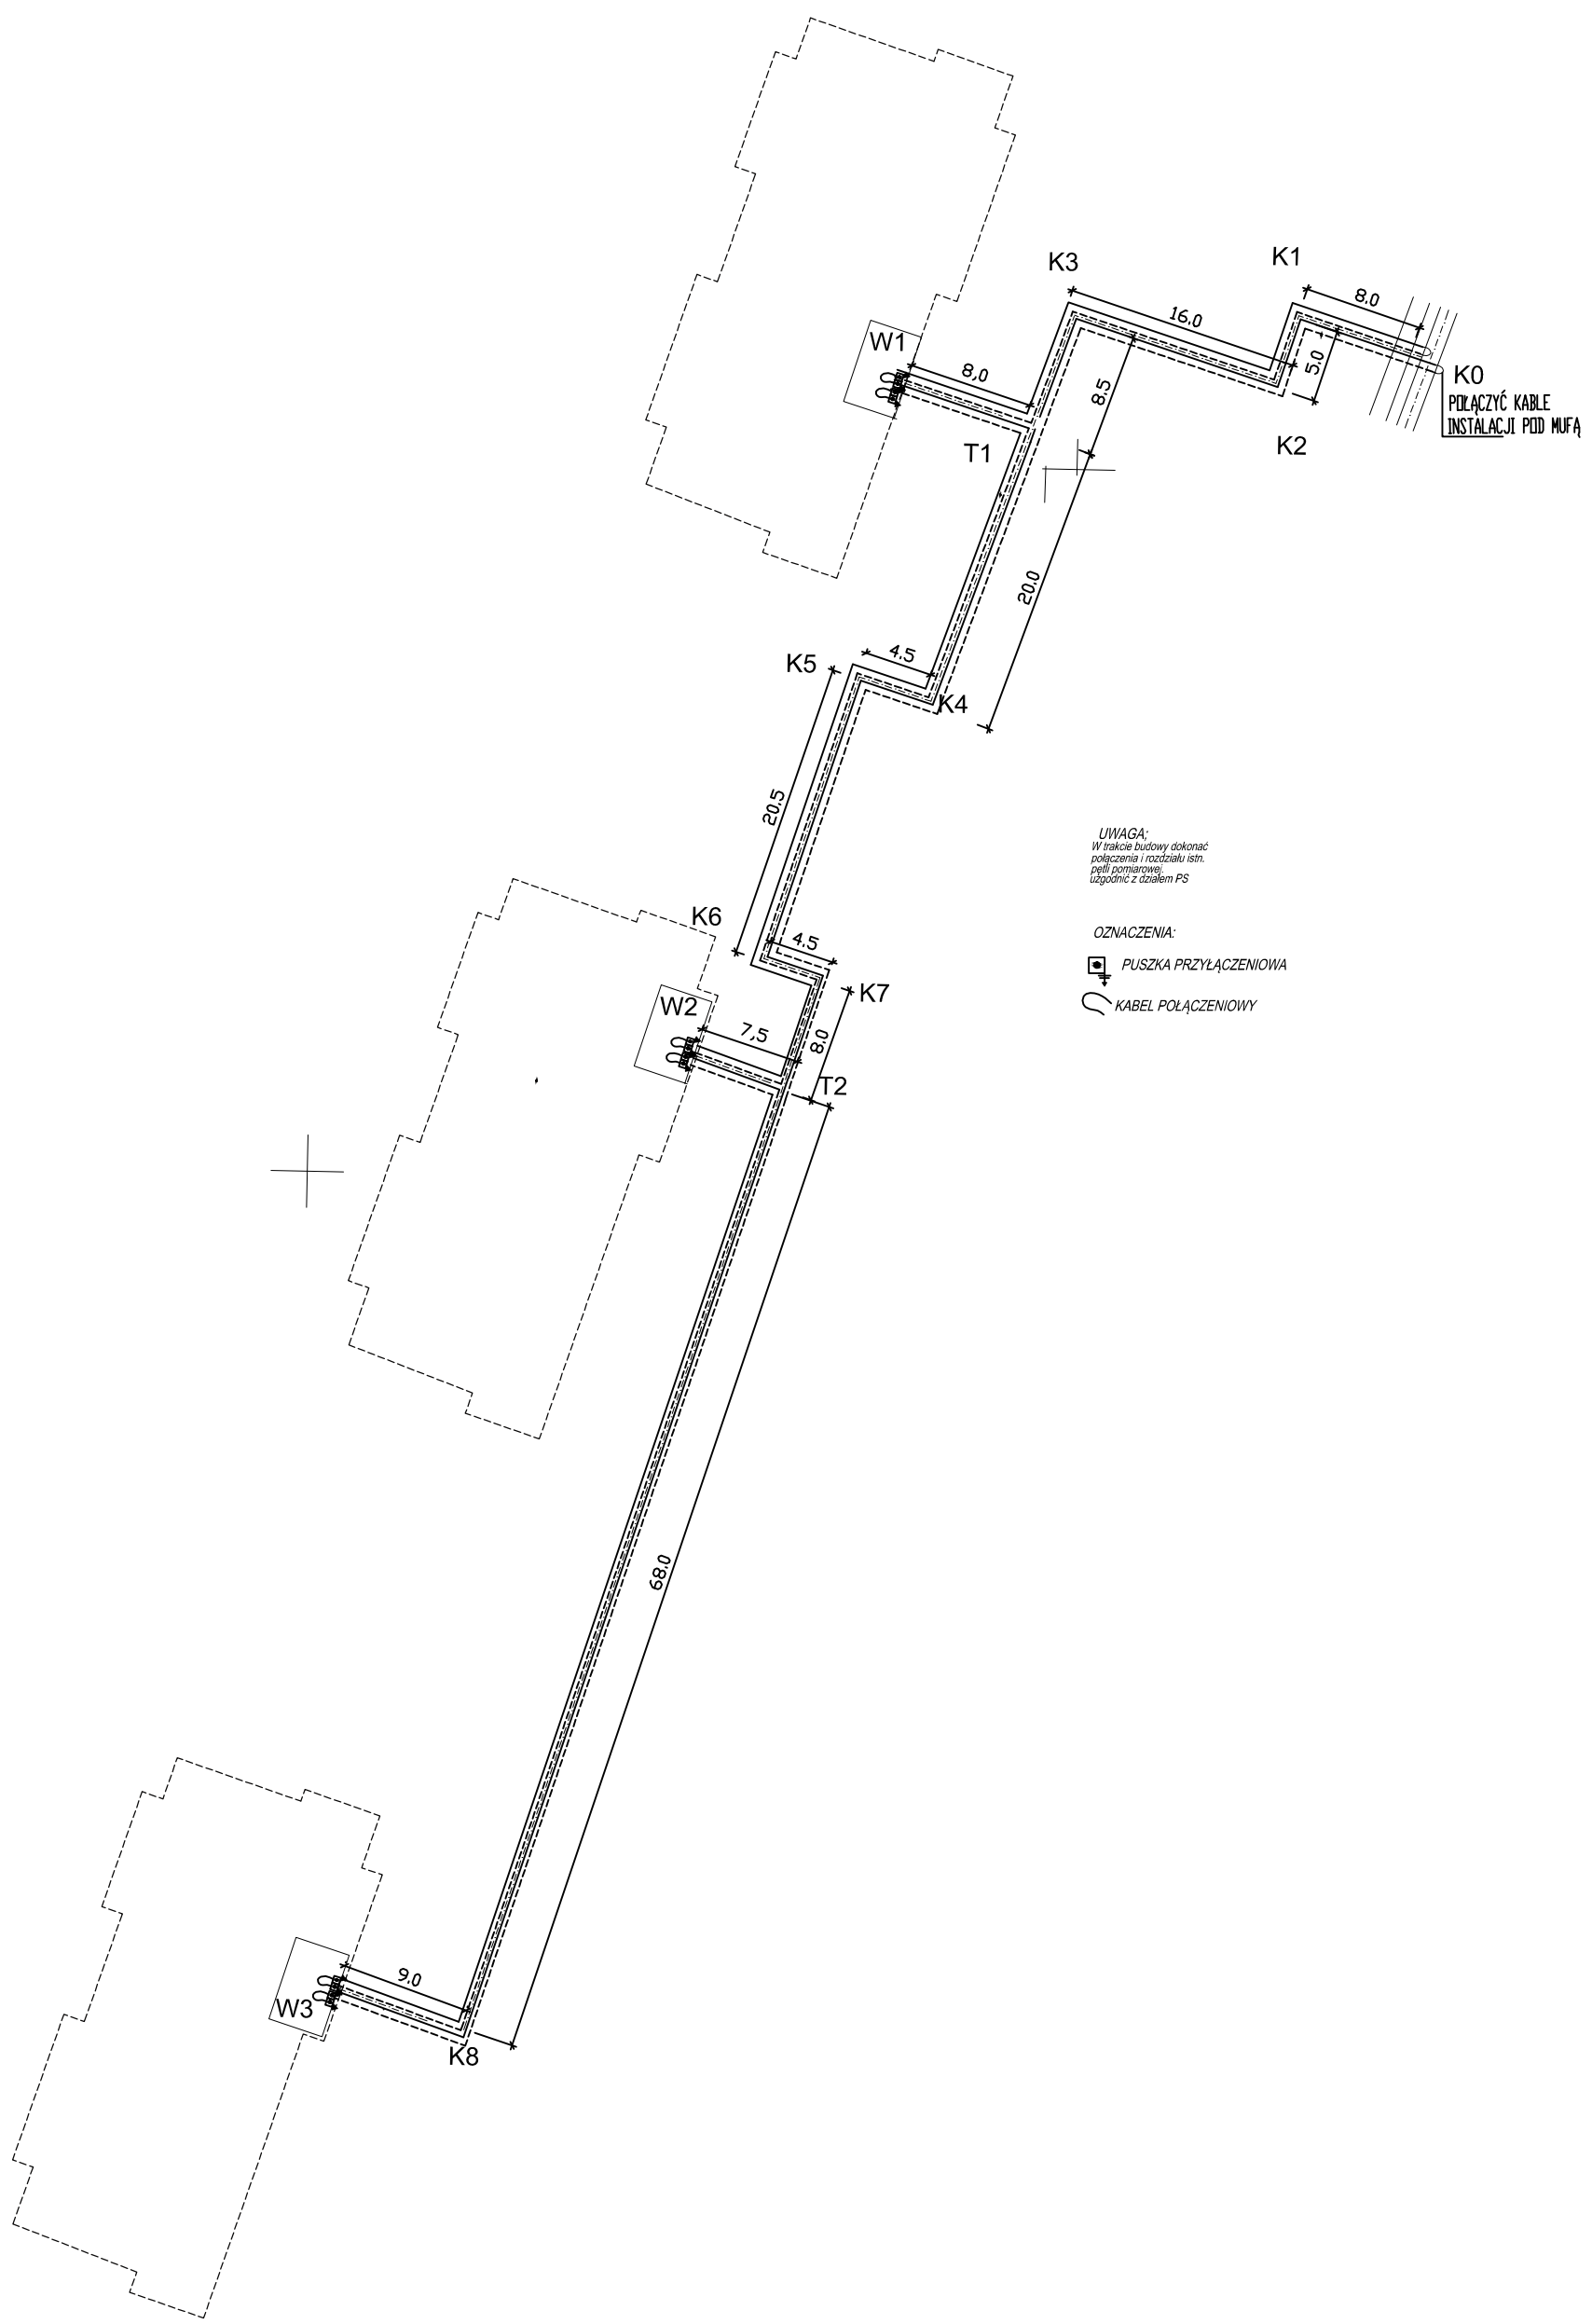 K1
K3
8.0
16.0
W1
5.0
8,0
K0
8.5
POŁĄCZYĆ KABLE
INSTALACJI POD MUFĄ
K2
T1
20.0
4.5
K5
K4
20.5
UWAGA;
W trakcie budowy dokonać
połączenia i rozdziału istn.
pętli pomiarowej.
uzgodnić z działem PS
K6
OZNACZENIA:
4.5
PUSZKA PRZYŁĄCZENIOWA
K7
W2
KABEL POŁĄCZENIOWY
7,5
8.0
T2
68.0
9.0
W3
K8